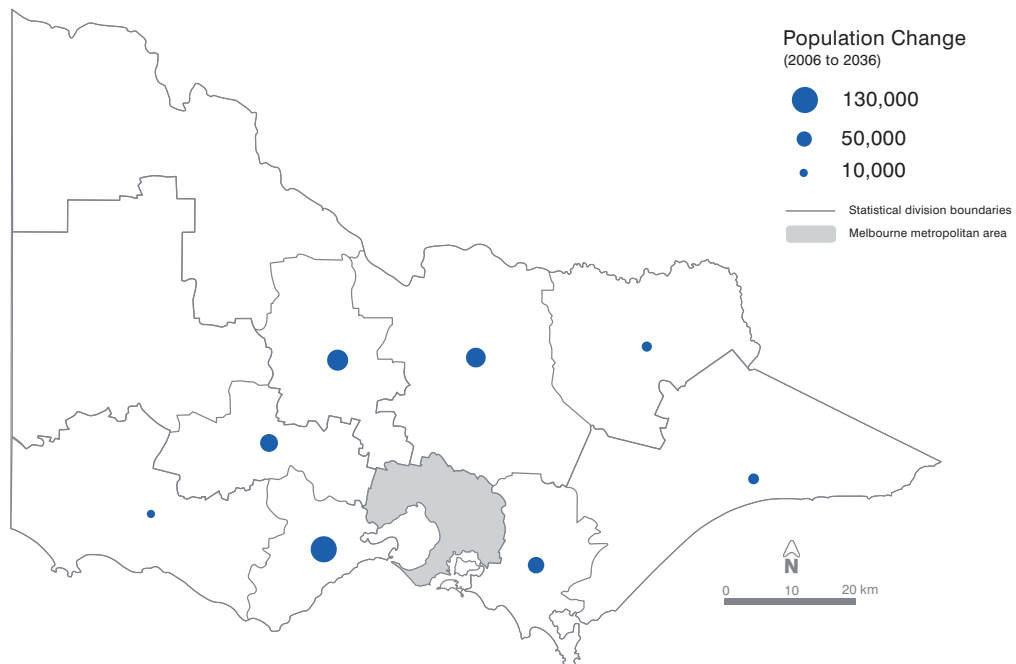 Population Change
(2006 to 2036)
130,000
50,000
10,000
Statistical division boundaries
Melbourne metropolitan area
N
0 10 20 km